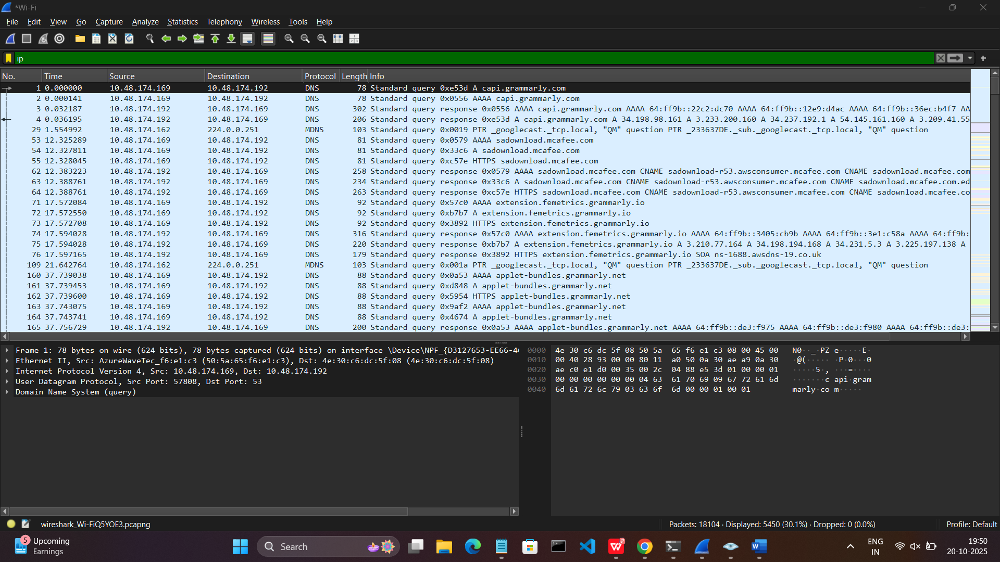 *Wi-Fi
File Edit View Go Capture Analyze Statistics Telephony Wireless Tools Help
ip
No. Time Source Destination Protocol Length Info
1 0.000000 10.48.174.169 10.48.174.192 DNS 78 Standard query 0xe53d A capi.grammarly.com
2 0.000141 10.48.174.169 10.48.174.192 DNS 78 Standard query 0x0556 AAAA capi.grammarly.com
3 0.032187 10.48.174.192 10.48.174.169 DNS 302 Standard query response 0x0556 AAAA capi.grammarly.com AAAA 64:ff9b::22c2:dc70 AAAA 64:ff9b::12e9:d4ac AAAA 64:ff9b::36ec:b4f7 AA
4 0.036195 10.48.174.192 10.48.174.169 DNS 206 Standard query response 0xe53d A capi.grammarly.com A 34.198.98.161 A 3.233.200.160 A 34.237.192.1 A 54.145.161.160 A 3.209.41.55
29 1.554992 10.48.174.162 224.0.0.251 MDNS 103 Standard query 0x0019 PTR _googlecast._tcp.local, "QM" question PTR _233637DE._sub._googlecast._tcp.local, "QM" question
53 12.325289 10.48.174.169 10.48.174.192 DNS 81 Standard query 0x0579 AAAA sadownload.mcafee.com
54 12.327811 10.48.174.169 10.48.174.192 DNS 81 Standard query 0x33c6 A sadownload.mcafee.com
55 12.328045 10.48.174.169 10.48.174.192 DNS 81 Standard query 0xc57e HTTPS sadownload.mcafee.com
62 12.383223 10.48.174.192 10.48.174.169 DNS 258 Standard query response 0x0579 AAAA sadownload.mcafee.com CNAME sadownload-r53.awsconsumer.mcafee.com CNAME sadownload.mcafee.com
63 12.388761 10.48.174.192 10.48.174.169 DNS 234 Standard query response 0x33c6 A sadownload.mcafee.com CNAME sadownload-r53.awsconsumer.mcafee.com CNAME sadownload.mcafee.com.ed
64 12.388761 10.48.174.192 10.48.174.169 DNS 263 Standard query response 0xc57e HTTPS sadownload.mcafee.com CNAME sadownload-r53.awsconsumer.mcafee.com CNAME sadownload.mcafee.co
71 17.572084 10.48.174.169 10.48.174.192 DNS 92 Standard query 0x57c0 AAAA extension.femetrics.grammarly.io
72 17.572550 10.48.174.169 10.48.174.192 DNS 92 Standard query 0xb7b7 A extension.femetrics.grammarly.io
73 17.572708 10.48.174.169 10.48.174.192 DNS 92 Standard query 0x3892 HTTPS extension.femetrics.grammarly.io
74 17.594028 10.48.174.192 10.48.174.169 DNS 316 Standard query response 0x57c0 AAAA extension.femetrics.grammarly.io AAAA 64:ff9b::3405:cb9b AAAA 64:ff9b::3e1:c58a AAAA 64:ff9b:
75 17.594028 10.48.174.192 10.48.174.169 DNS 220 Standard query response 0xb7b7 A extension.femetrics.grammarly.io A 3.210.77.164 A 34.198.194.168 A 34.231.5.3 A 3.225.197.138 A
76 17.597165 10.48.174.192 10.48.174.169 DNS 179 Standard query response 0x3892 HTTPS extension.femetrics.grammarly.io SOA ns-1688.awsdns-19.co.uk
109 21.642764 10.48.174.162 224.0.0.251 MDNS 103 Standard query 0x001a PTR _googlecast._tcp.local, "QM" question PTR _233637DE._sub._googlecast._tcp.local, "QM" question
160 37.739038 10.48.174.169 10.48.174.192 DNS 88 Standard query 0x0a53 AAAA applet-bundles.grammarly.net
161 37.739453 10.48.174.169 10.48.174.192 DNS 88 Standard query 0xd848 A applet-bundles.grammarly.net
162 37.739600 10.48.174.169 10.48.174.192 DNS 88 Standard query 0x5954 HTTPS applet-bundles.grammarly.net
163 37.743075 10.48.174.169 10.48.174.192 DNS 88 Standard query 0x9af2 AAAA applet-bundles.grammarly.net
164 37.743741 10.48.174.169 10.48.174.192 DNS 88 Standard query 0x4674 A applet-bundles.grammarly.net
165 37.756729 10.48.174.192 10.48.174.169 DNS 200 Standard query response 0x0a53 AAAA applet-bundles.grammarly.net AAAA 64:ff9b::de3:f975 AAAA 64:ff9b::de3:f980 AAAA 64:ff9b::de3:
Frame 1: 78 bytes on wire (624 bits), 78 bytes captured (624 bits) on interface \Device\NPF_{D3127653-EE66-4
Ethernet II, Src: AzureWaveTec_f6:e1:c3 (50:5a:65:f6:e1:c3), Dst: 4e:30:c6:dc:5f:08 (4e:30:c6:dc:5f:08)
Internet Protocol Version 4, Src: 10.48.174.169, Dst: 10.48.174.192
User Datagram Protocol, Src Port: 57808, Dst Port: 53
Domain Name System (query)
0000 4e 30 c6 dc 5f 08 50 5a 65 f6 e1 c3 08 00 45 00 N0··_·PZ e·····E·
0010 00 40 28 93 00 00 80 11 a0 50 0a 30 ae a9 0a 30 ·@(····· ·P·0···0
0020 ae c0 e1 d0 00 35 00 2c 04 88 e5 3d 01 00 00 01 ·····5·, ···=····
0030 00 00 00 00 00 00 04 63 61 70 69 09 67 72 61 6d ·······c api·gram
0040 6d 61 72 6c 79 03 63 6f 6d 00 00 01 00 01 marly·co m·····
wireshark_Wi-FiQ5YOE3.pcapng
Packets: 18104 · Displayed: 5450 (30.1%) · Dropped: 0 (0.0%)
Profile: Default
5
Upcoming
Earnings
Search
ENG
IN
19:50
20-10-2025